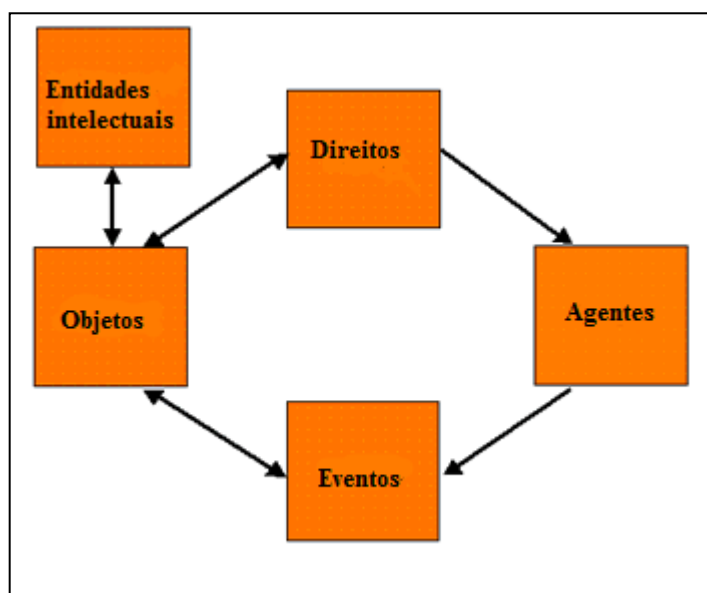 Entidades
intelectuais
Direitos
Objetos
Agentes
Eventos